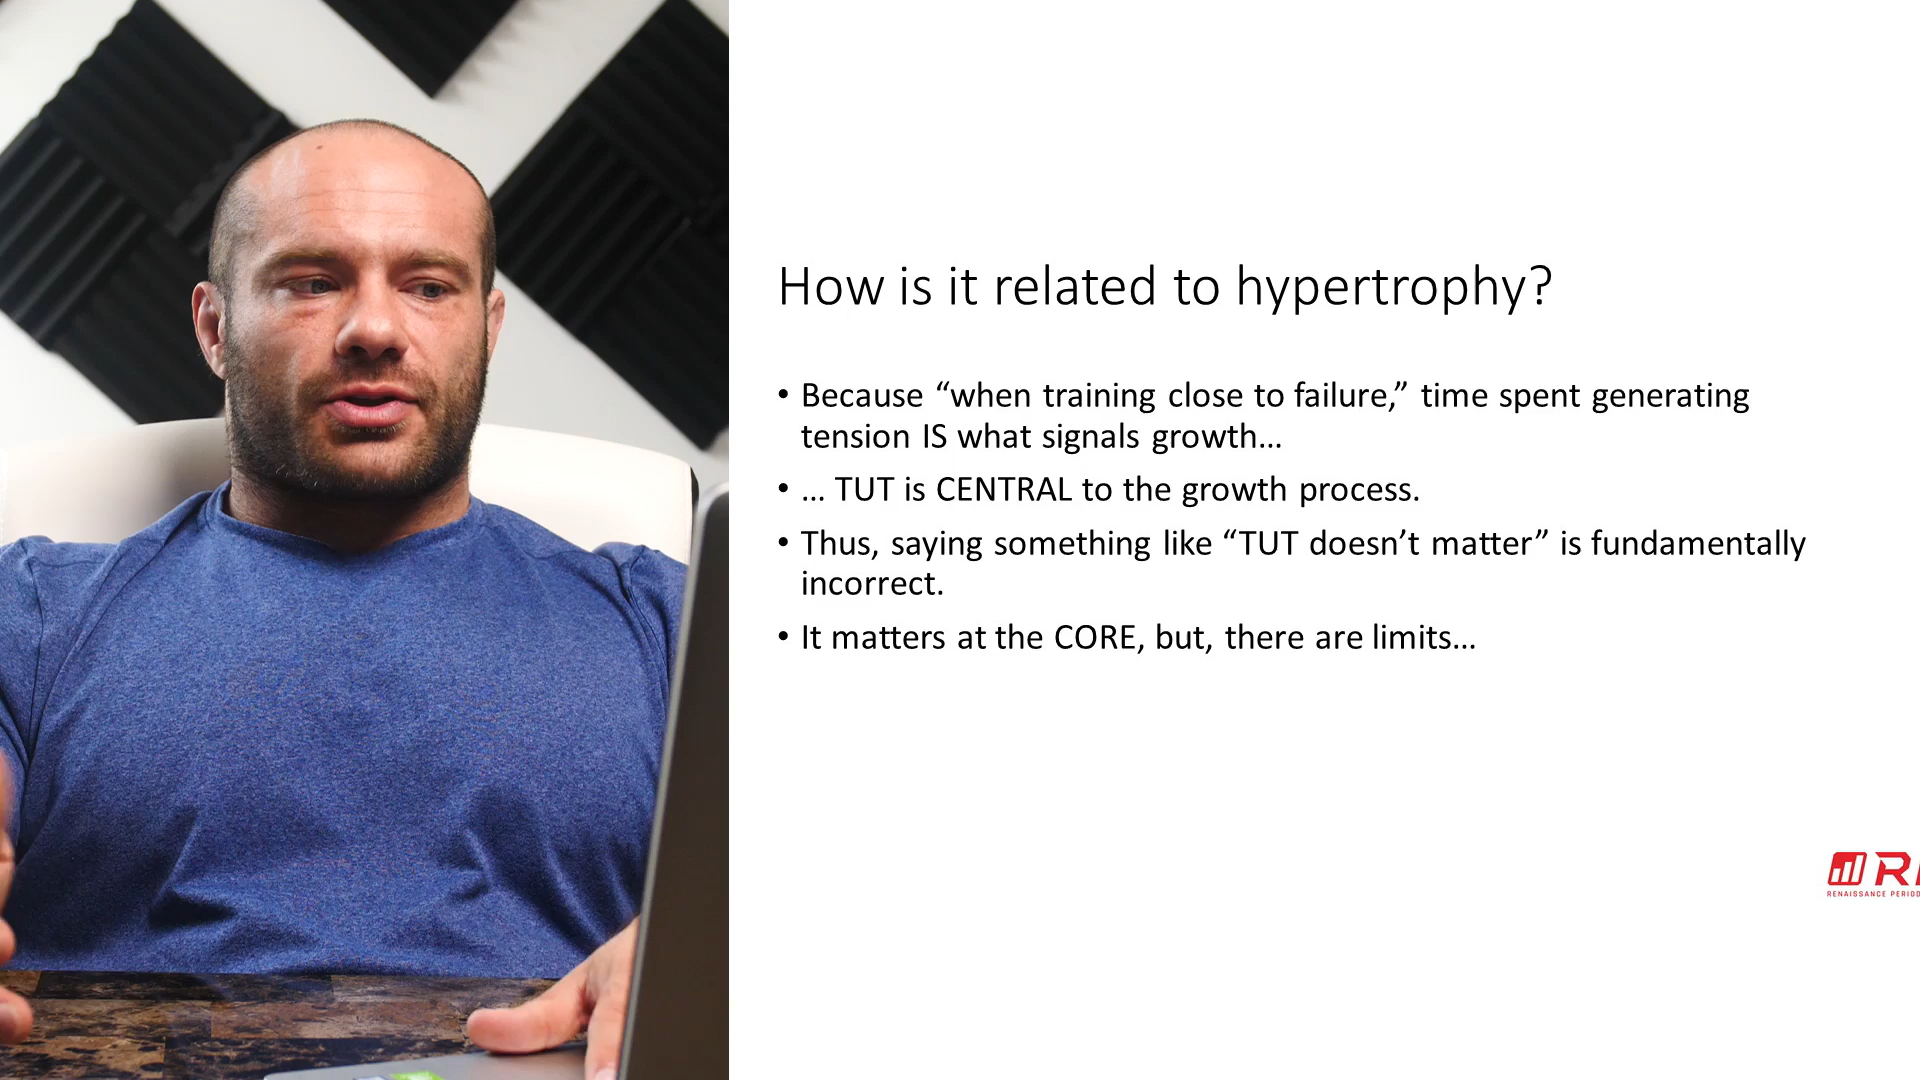 How is it related to hypertrophy?
• Because “when training close to failure,” time spent generating
tension IS what signals growth…
• … TUT is CENTRAL to the growth process.
• Thus, saying something like “TUT doesn’t matter” is fundamentally
incorrect.
• It matters at the CORE, but, there are limits…
R
RENAISSANCE PERIOD